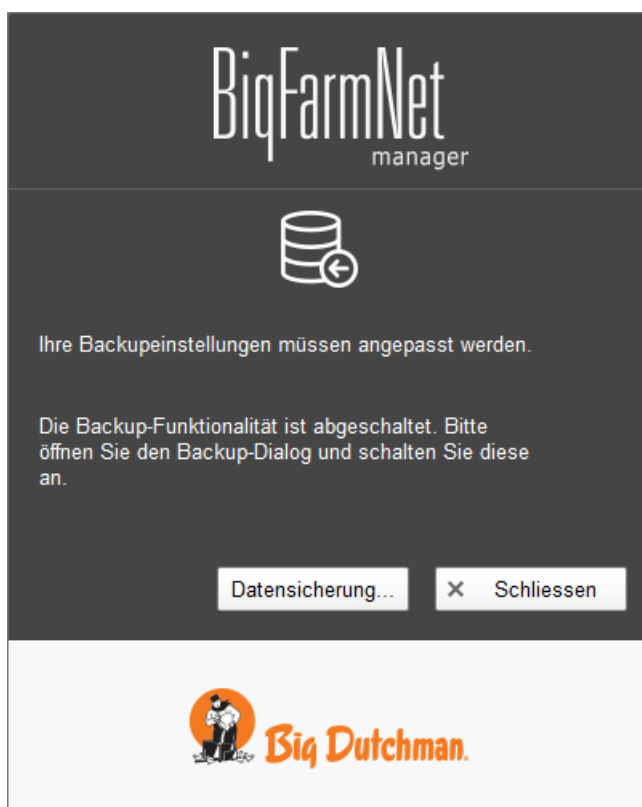 BigFarmNet
manager
Ihre Backupeinstellungen müssen angepasst werden.
Die Backup-Funktionalität ist abgeschaltet. Bitte
öffnen Sie den Backup-Dialog und schalten Sie diese
an.
Datensicherung...
Schliessen
Big Dutchman.